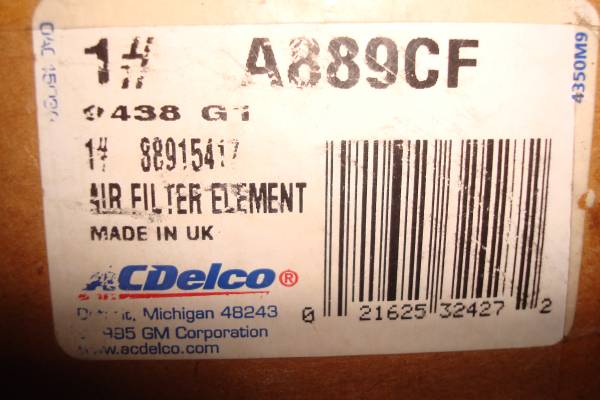 1# A889CF
9438 G1
1# 88915417
AIR FILTER ELEMENT
MADE IN UK
ACDelco®
Michigan 48243
GM Corporation
www.acdelco.com
0 21625 32427 2
4350M9